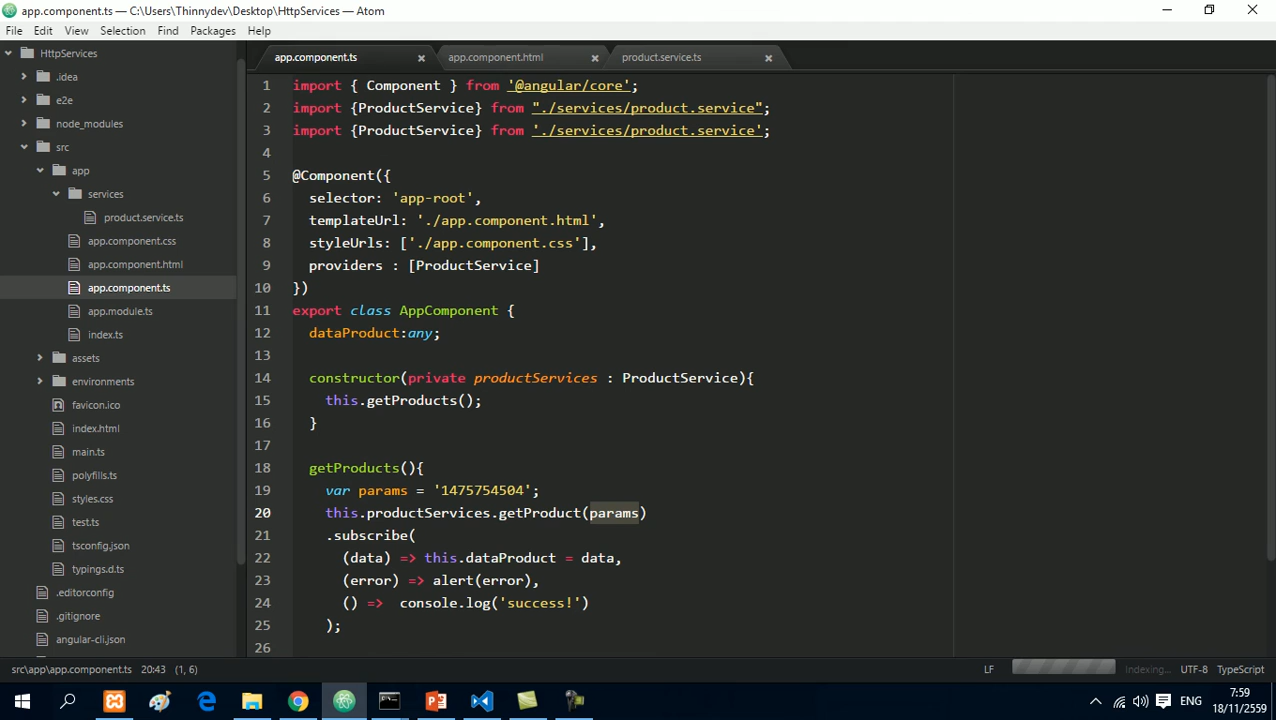 app.component.ts — C:\Users\Thinnydev\Desktop\HttpServices — Atom
File Edit View Selection Find Packages Help
HttpServices
.idea
e2e
node_modules
src
app
services
product.service.ts
app.component.css
app.component.html
app.component.ts
app.module.ts
index.ts
assets
environments
favicon.ico
index.html
main.ts
polyfills.ts
styles.css
test.ts
tsconfig.json
typings.d.ts
.editorconfig
.gitignore
angular-cli.json
app.component.ts app.component.html product.service.ts
1 import { Component } from '@angular/core';
2 import {ProductService} from "./services/product.service";
3 import {ProductService} from './services/product.service';
4
5 @Component({
6 selector: 'app-root',
7 templateUrl: './app.component.html',
8 styleUrls: ['./app.component.css'],
9 providers : [ProductService]
10 })
11 export class AppComponent {
12 dataProduct:any;
13
14 constructor(private productServices : ProductService){
15 this.getProducts();
16 }
17
18 getProducts(){
19 var params = '1475754504';
20 this.productServices.getProduct(params)
21 .subscribe(
22 (data) => this.dataProduct = data,
23 (error) => alert(error),
24 () => console.log('success!')
25 );
26
src\app\app.component.ts 20:43 (1, 6) LF Indexing... UTF-8 TypeScript
ENG
7:59
18/11/2559